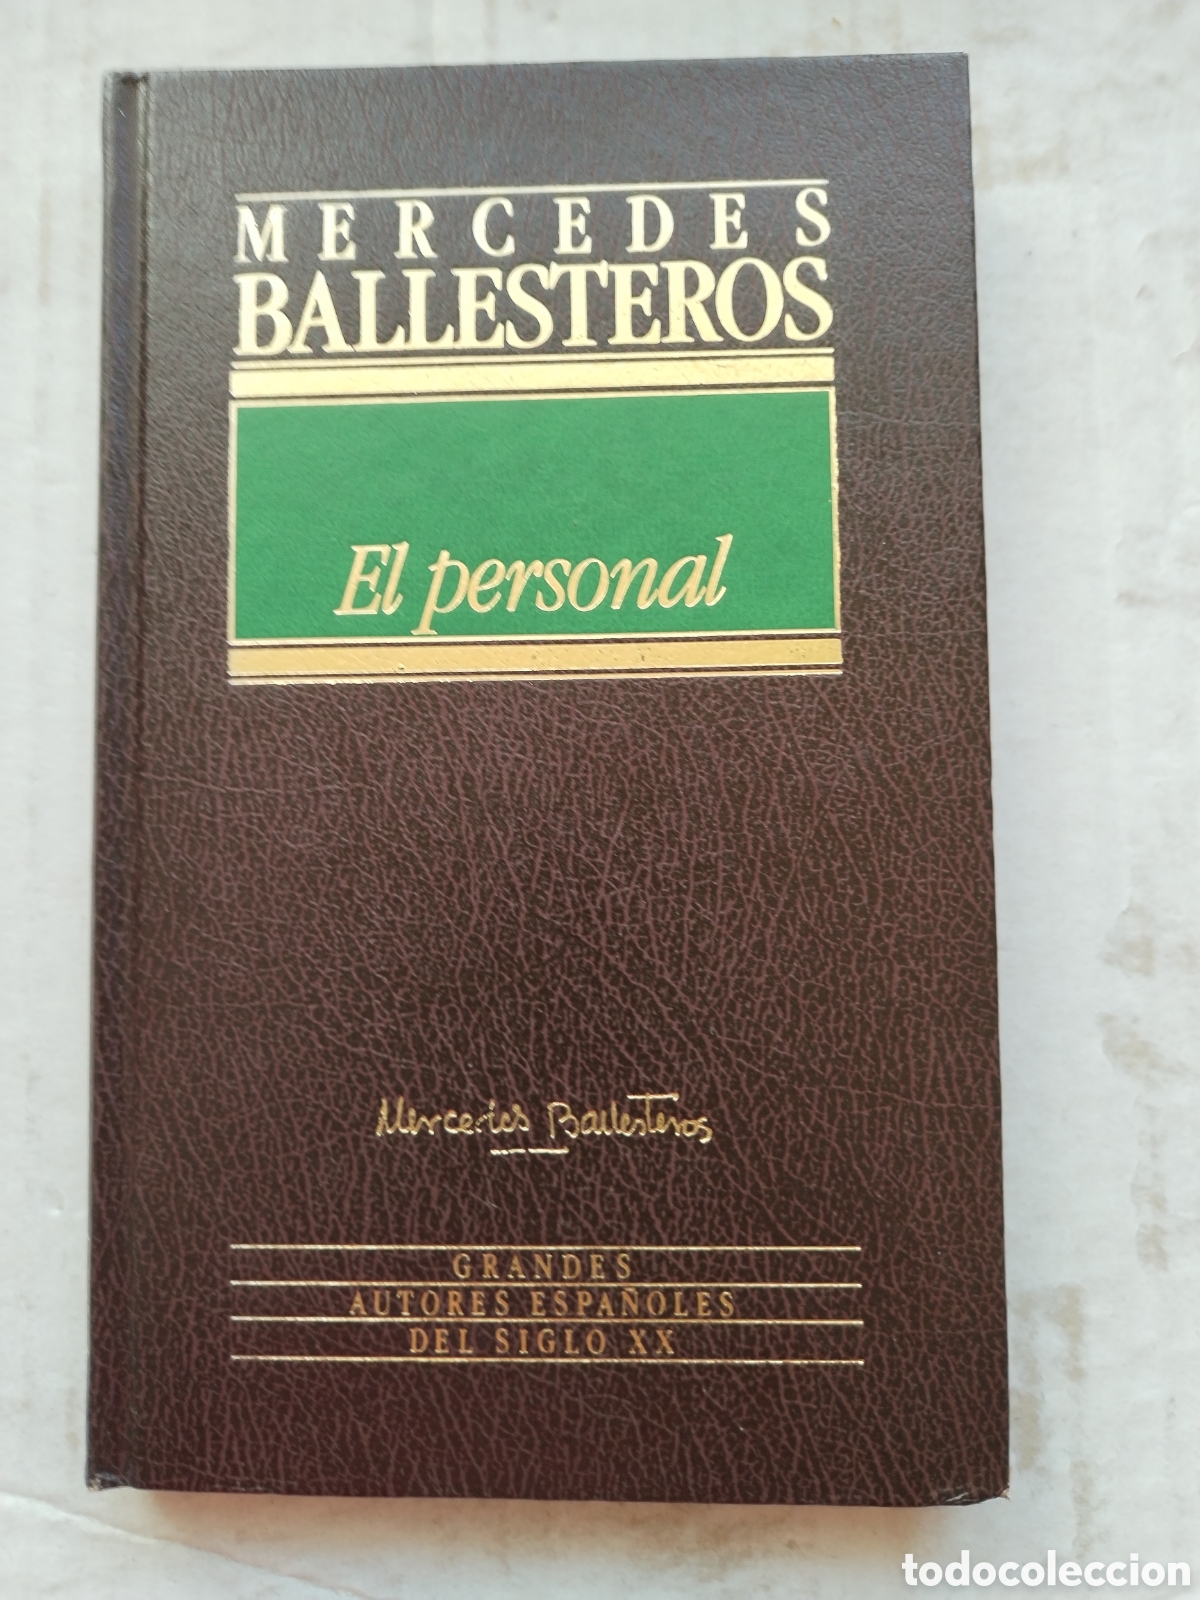 MERCEDES
BALLESTEROS
El personal
Mercedes Ballesteros
GRANDES
AUTORES ESPAÑOLES
DEL SIGLO XX
todocoleccion